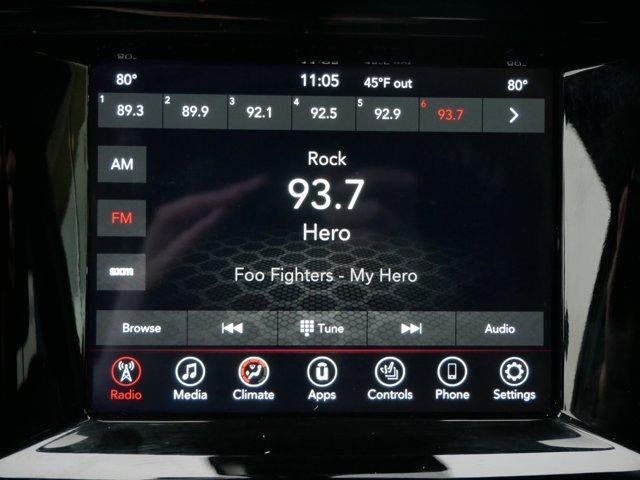 80° 11:05 45°F out 80°
1 89.3 2 89.9 3 92.1 4 92.5 5 92.9 6 93.7
AM
Rock
93.7
FM
Hero
sxm
Foo Fighters - My Hero
Browse Tune Audio
Radio Media Climate Apps Controls Phone Settings